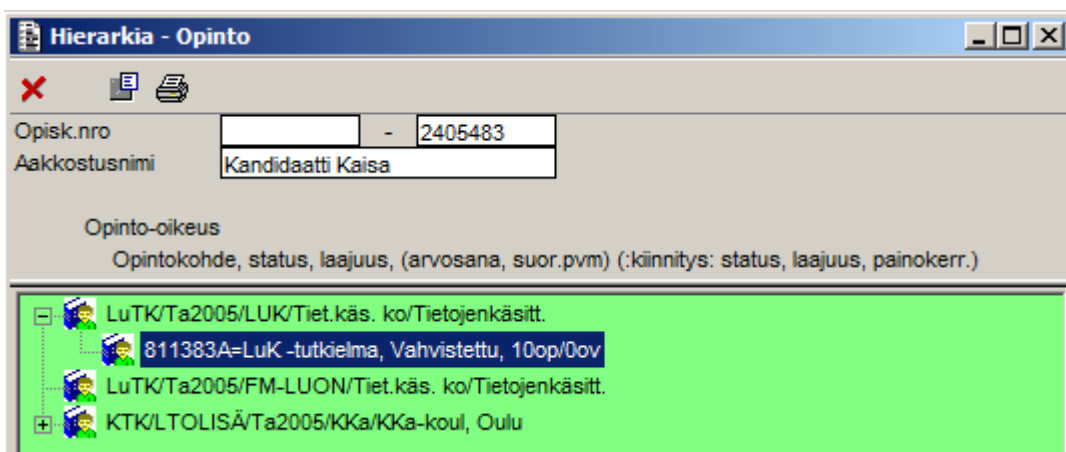 Hierarkia - Opinto
Opisk.nro - 2405483
Aakkostusnimi Kandidaatti Kaisa
Opinto-oikeus
Opintokohde, status, laajuus, (arvosana, suor.pvm) (:kiinnitys: status, laajuus, painokerr.)
LuTK/Ta2005/LUK/Tiet.käs. ko/Tietojenkäsitt.
811383A=LuK -tutkielma, Vahvistettu, 10op/0ov
LuTK/Ta2005/FM-LUON/Tiet.käs. ko/Tietojenkäsitt.
KTK/LTOLISÄ/Ta2005/KKa/KKa-koul, Oulu